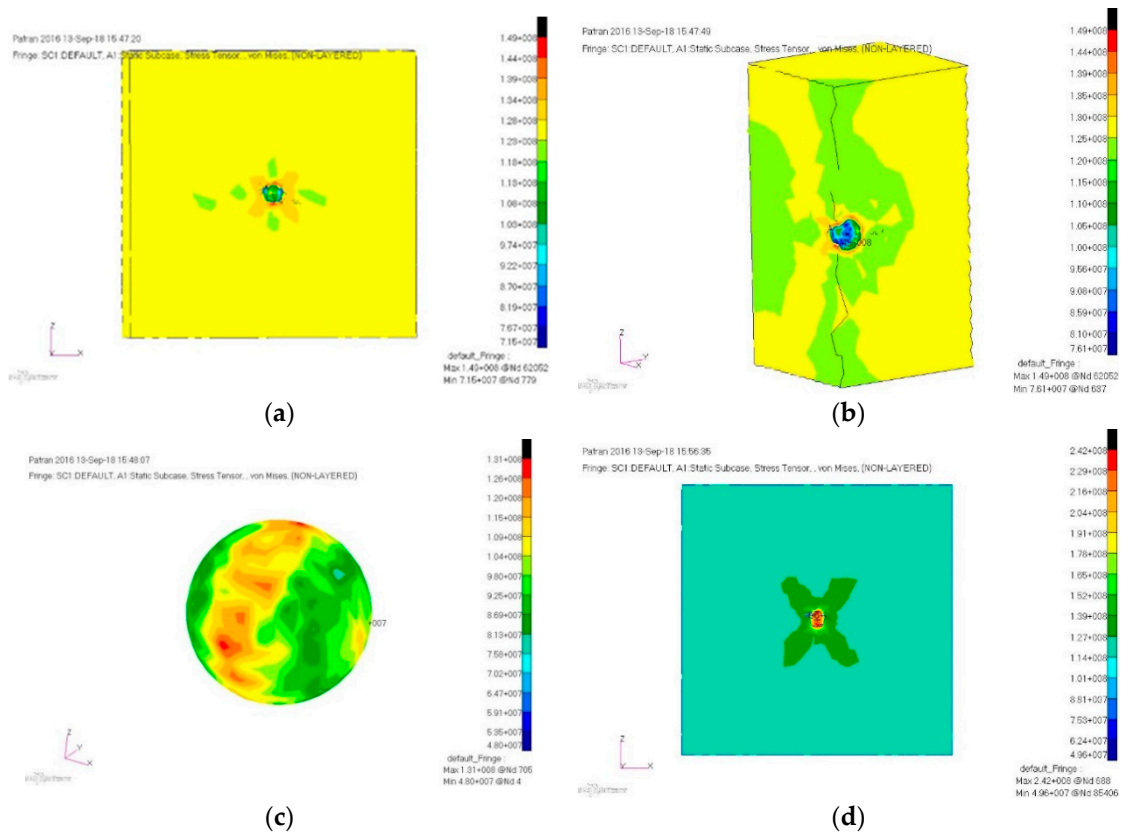 Patran 2016 13-Sep-18 15:47:20
Fringe: SC1:DEFAULT, A1:Static Subcase, Stress Tensor, , von Mises, (NON-LAYERED)
1.49+008
1.44+008
1.39+008
1.34+008
1.28+008
1.23+008
1.18+008
1.13+008
1.08+008
1.03+008
9.74+007
9.22+007
8.70+007
8.19+007
7.67+007
7.15+007
default_Fringe :
Max 1.49+008 @Nd 62052
Min 7.15+007 @Nd 779
Z
X
(a)
Patran 2016 13-Sep-18 15:47:49
Fringe: SC1:DEFAULT, A1:Static Subcase, Stress Tensor, , von Mises, (NON-LAYERED)
1.49+008
1.44+008
1.39+008
1.35+008
1.30+008
1.25+008
1.20+008
1.15+008
1.10+008
1.05+008
1.00+008
9.56+007
9.08+007
8.59+007
8.10+007
7.61+007
default_Fringe :
Max 1.49+008 @Nd 62052
Min 7.61+007 @Nd 637
Z
Y
X
(b)
Patran 2016 13-Sep-18 15:48:07
Fringe: SC1:DEFAULT, A1:Static Subcase, Stress Tensor, , von Mises, (NON-LAYERED)
1.31+008
1.26+008
1.20+008
1.15+008
1.09+008
1.04+008
9.80+007
9.25+007
8.69+007
8.13+007
7.58+007
7.02+007
6.47+007
5.91+007
5.35+007
4.80+007
+007
default_Fringe :
Max 1.31+008 @Nd 705
Min 4.80+007 @Nd 4
Z
Y
X
(c)
Patran 2016 13-Sep-18 15:56:35
Fringe: SC1:DEFAULT, A1:Static Subcase, Stress Tensor, , von Mises, (NON-LAYERED)
2.42+008
2.29+008
2.16+008
2.04+008
1.91+008
1.78+008
1.65+008
1.52+008
1.39+008
1.27+008
1.14+008
1.01+008
8.81+007
7.53+007
6.24+007
4.96+007
default_Fringe :
Max 2.42+008 @Nd 688
Min 4.96+007 @Nd 85406
Z
X
(d)